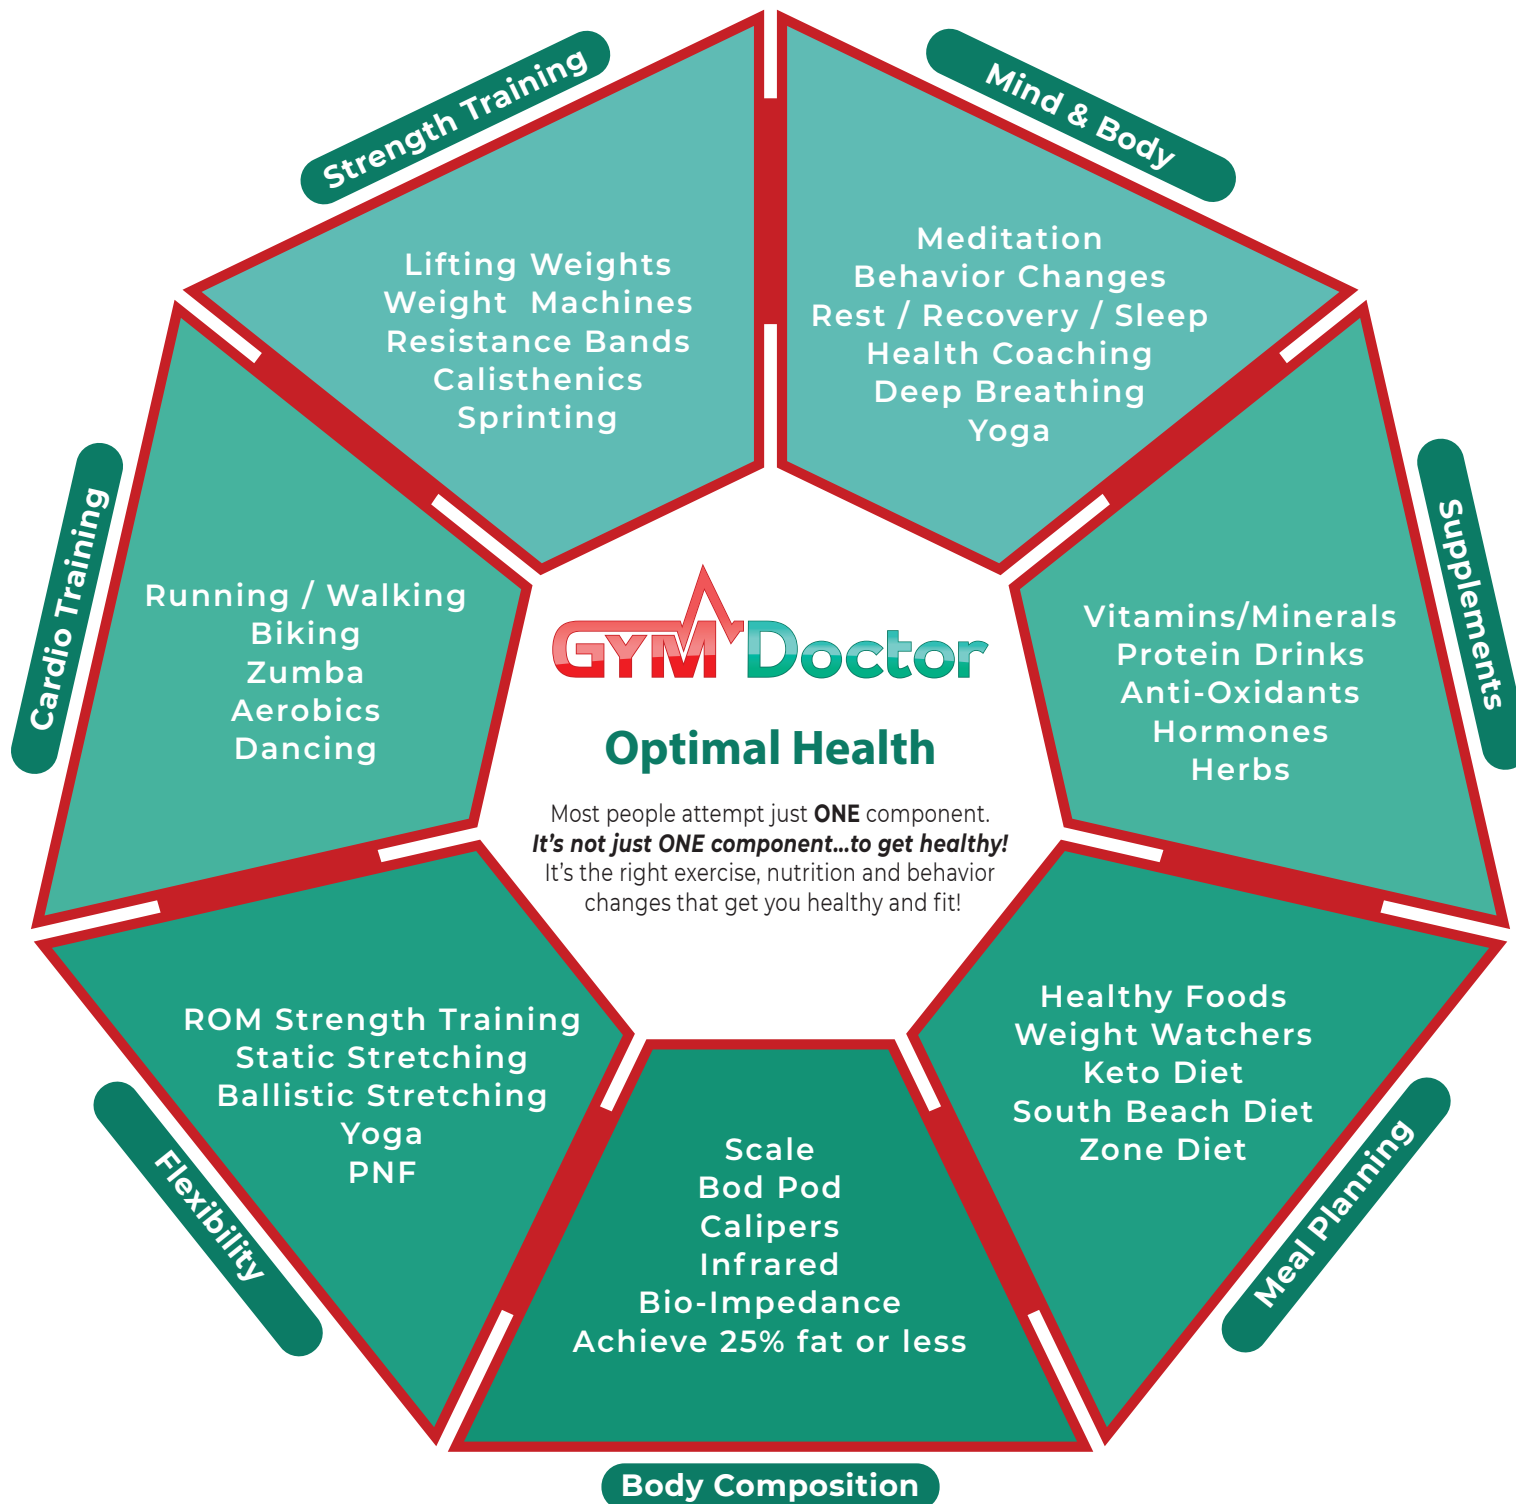 Strength Training
Lifting Weights
Weight Machines
Resistance Bands
Calisthenics
Sprinting
Mind & Body
Meditation
Behavior Changes
Rest / Recovery / Sleep
Health Coaching
Deep Breathing
Yoga
Cardio Training
Running / Walking
Biking
Zumba
Aerobics
Dancing
GYM Doctor
Optimal Health
Most people attempt just ONE component.
It's not just ONE component...to get healthy!
It's the right exercise, nutrition and behavior
changes that get you healthy and fit!
Supplements
Vitamins/Minerals
Protein Drinks
Anti-Oxidants
Hormones
Herbs
Flexibility
ROM Strength Training
Static Stretching
Ballistic Stretching
Yoga
PNF
Meal Planning
Healthy Foods
Weight Watchers
Keto Diet
South Beach Diet
Zone Diet
Scale
Bod Pod
Calipers
Infrared
Bio-Impedance
Achieve 25% fat or less
Body Composition